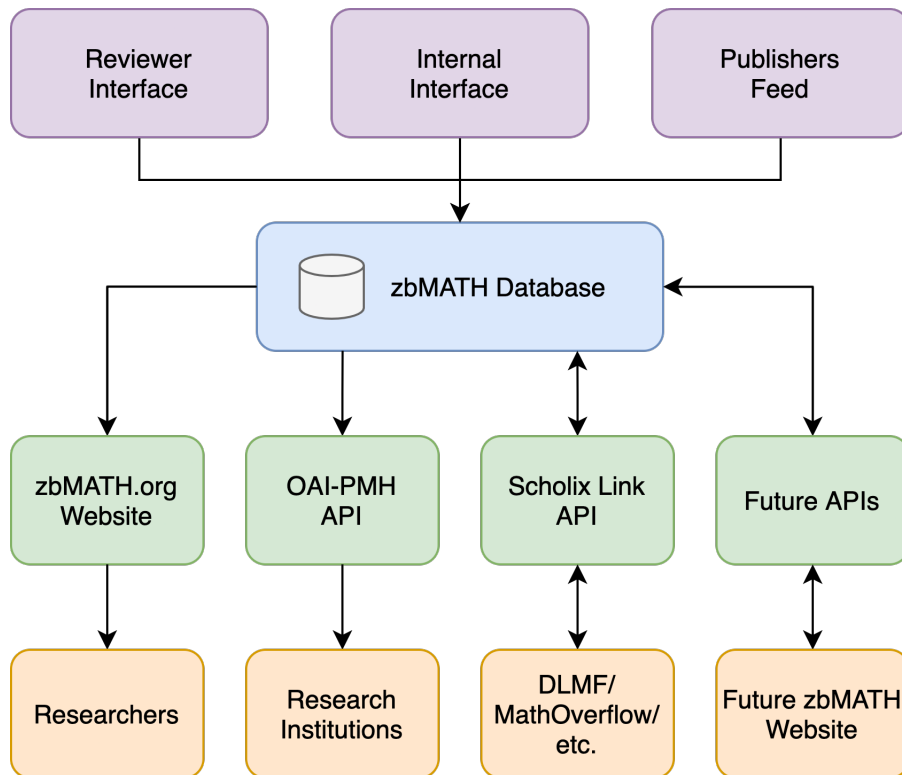 Reviewer
Interface
Internal
Interface
Publishers
Feed
zbMATH Database
zbMATH.org
Website
OAI-PMH
API
Scholix Link
API
Future APIs
Researchers
Research
Institutions
DLMF/
MathOverflow/
etc.
Future zbMATH
Website